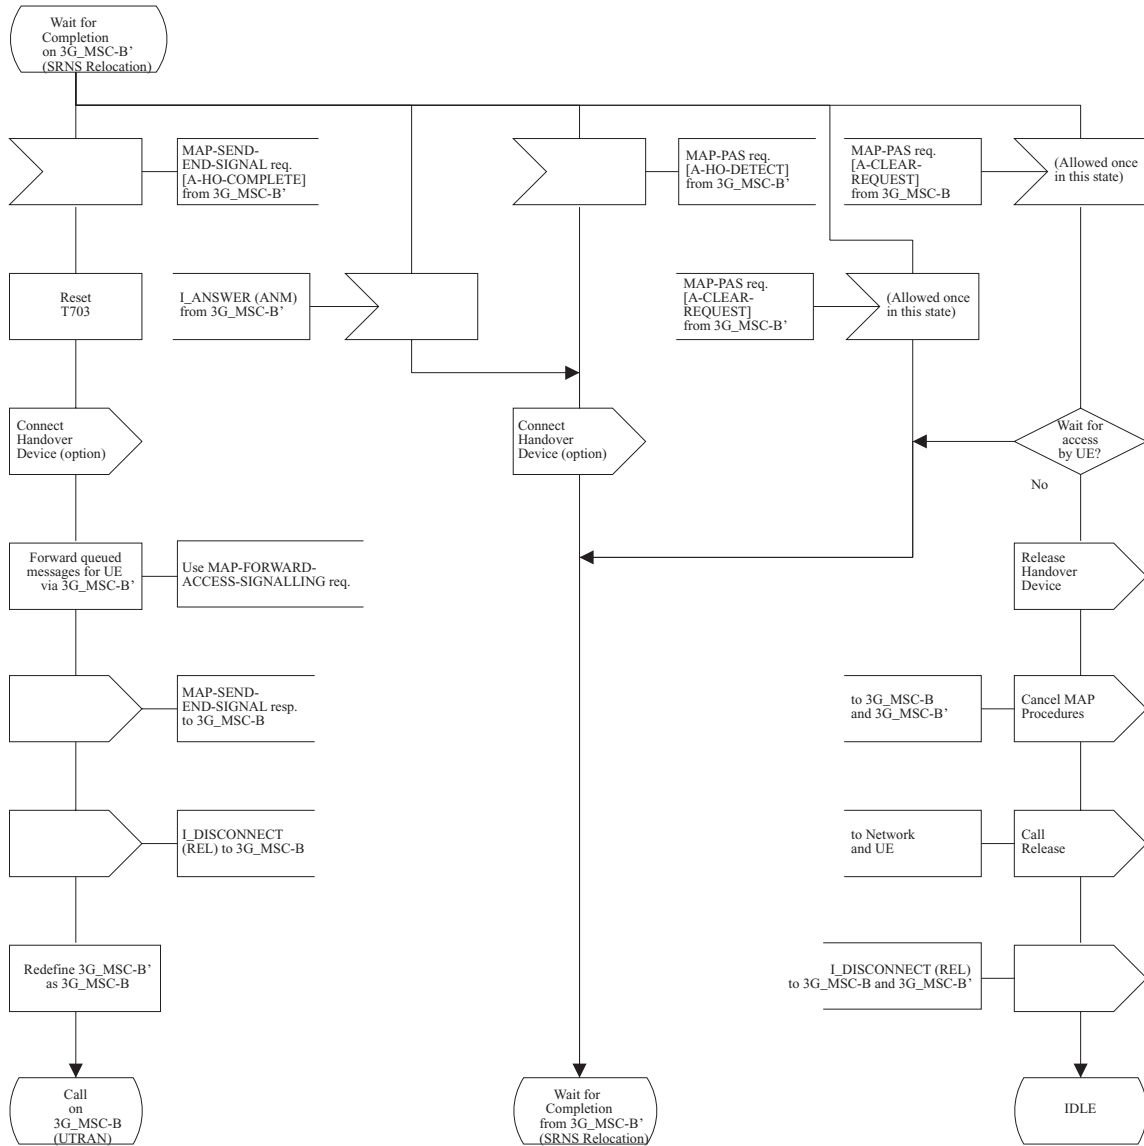 Wait for
Completion
on 3G_MSC-B’
(SRNS Relocation)
MAP-SEND-
END-SIGNAL req.
[A-HO-COMPLETE]
from 3G_MSC-B’
MAP-PAS req.
[A-HO-DETECT]
from 3G_MSC-B’
MAP-PAS req.
[A-CLEAR-
REQUEST]
from 3G_MSC-B
(Allowed once
in this state)
Reset
T703
I_ANSWER (ANM)
from 3G_MSC-B’
MAP-PAS req.
[A-CLEAR-
REQUEST]
from 3G_MSC-B’
(Allowed once
in this state)
Connect
Handover
Device (option)
Connect
Handover
Device (option)
Wait for
access
by UE?
No
Forward queued
messages for UE
via 3G_MSC-B’
Use MAP-FORWARD-
ACCESS-SIGNALLING req.
Release
Handover
Device
MAP-SEND-
END-SIGNAL resp.
to 3G_MSC-B
to 3G_MSC-B
and 3G_MSC-B’
Cancel MAP
Procedures
I_DISCONNECT
(REL) to 3G_MSC-B
to Network
and UE
Call
Release
Redefine 3G_MSC-B’
as 3G_MSC-B
I_DISCONNECT (REL)
to 3G_MSC-B and 3G_MSC-B’
Call
on
3G_MSC-B
(UTRAN)
Wait for
Completion
from 3G_MSC-B’
(SRNS Relocation)
IDLE